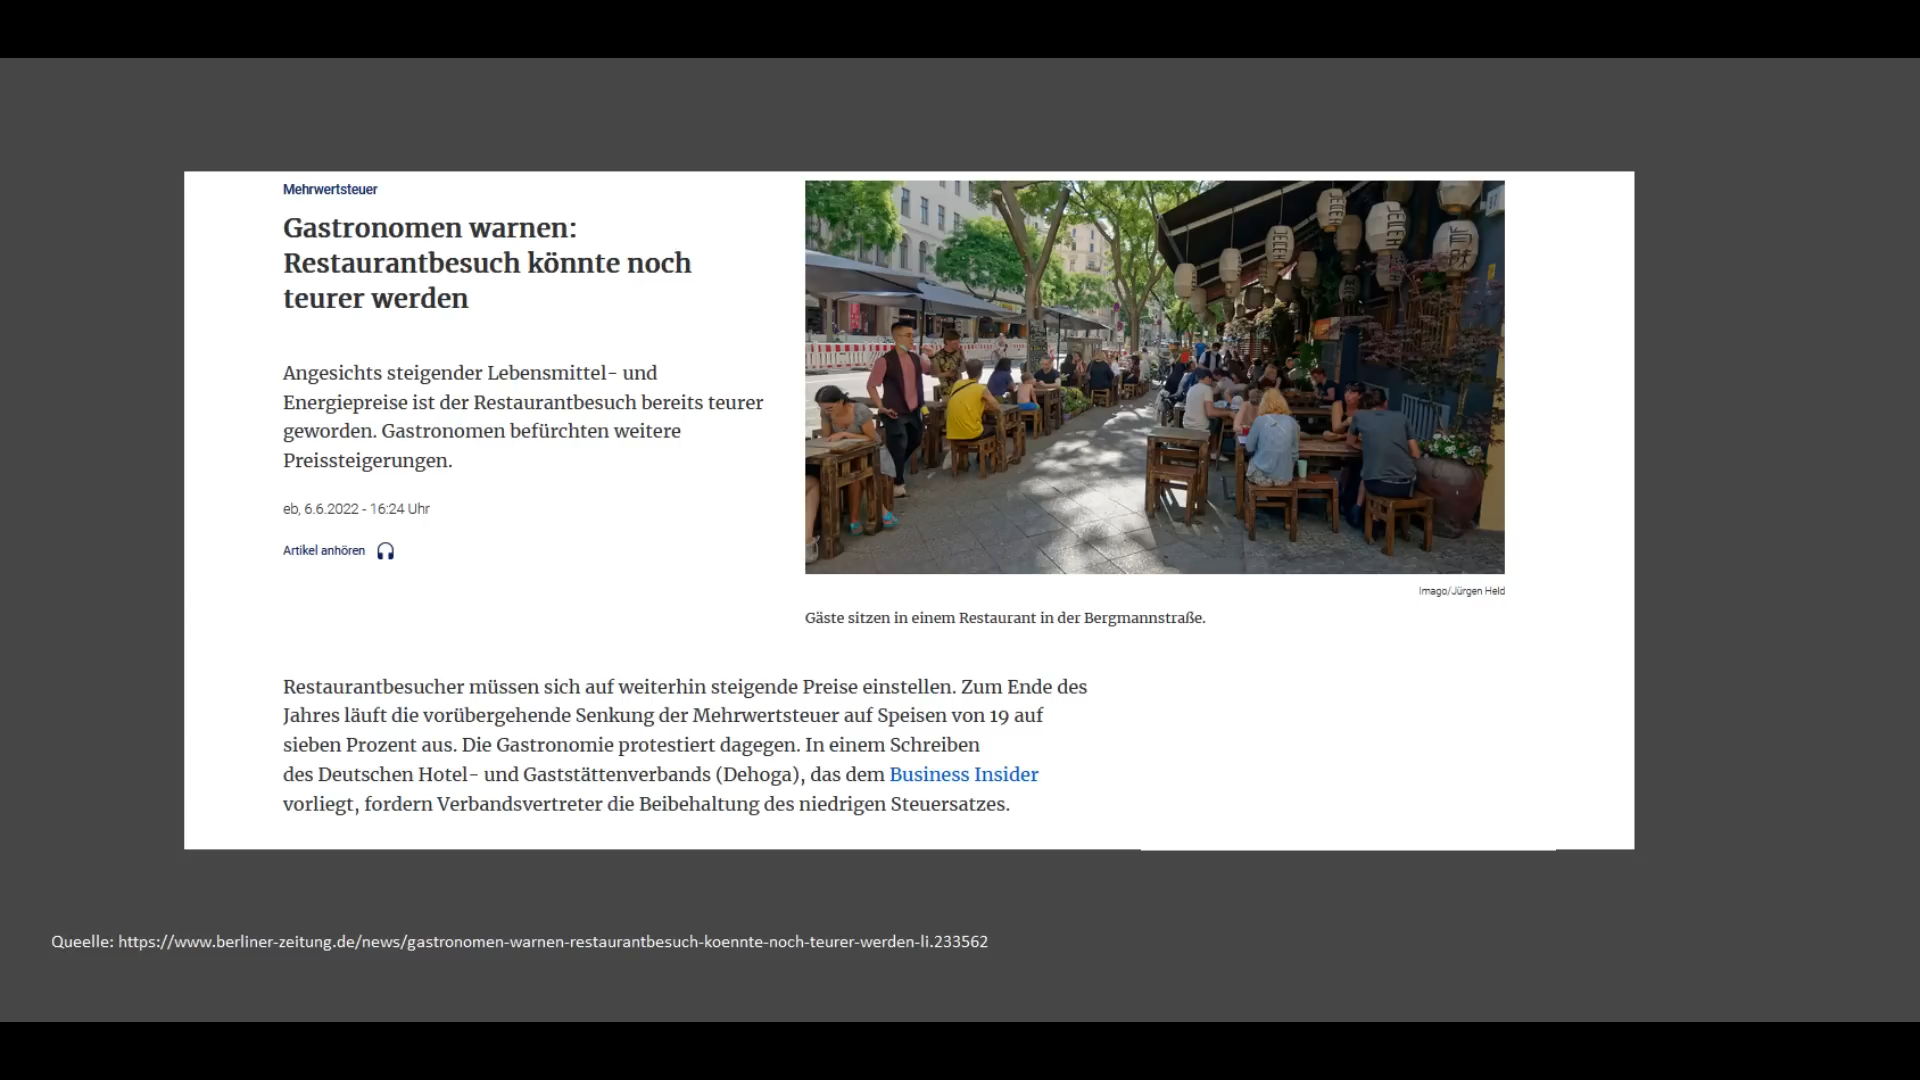 Mehrwertsteuer
Gastronomen warnen:
Restaurantbesuch könnte noch
teurer werden
Angesichts steigender Lebensmittel- und
Energiepreise ist der Restaurantbesuch bereits teurer
geworden. Gastronomen befürchten weitere
Preissteigerungen.
eb, 6.6.2022 - 16:24 Uhr
Artikel anhören
Imago/Jürgen Held
Gäste sitzen in einem Restaurant in der Bergmannstraße.
Restaurantbesucher müssen sich auf weiterhin steigende Preise einstellen. Zum Ende des
Jahres läuft die vorübergehende Senkung der Mehrwertsteuer auf Speisen von 19 auf
sieben Prozent aus. Die Gastronomie protestiert dagegen. In einem Schreiben
des Deutschen Hotel- und Gaststättenverbands (Dehoga), das dem Business Insider
vorliegt, fordern Verbandsvertreter die Beibehaltung des niedrigen Steuersatzes.
Queelle: https://www.berliner-zeitung.de/news/gastronomen-warnen-restaurantbesuch-koennte-noch-teurer-werden-li.233562